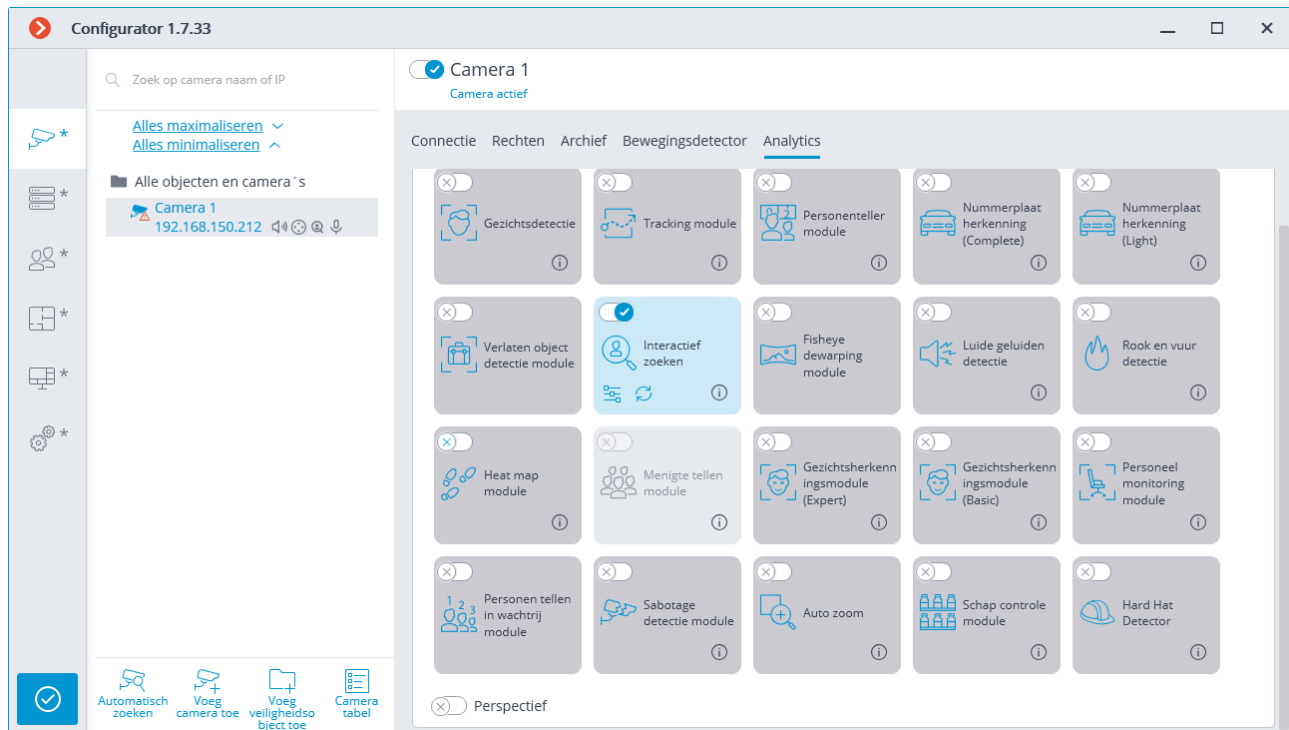 Configurator 1.7.33
Zoek op camera naam of IP
Alles maximaliseren
Alles minimaliseren
Alle objecten en camera´s
Camera 1
192.168.150.212
Automatisch
zoeken
Voeg
camera toe
Voeg
veiligheidso
bject toe
Camera
tabel
Camera 1
Camera actief
Connectie Rechten Archief Bewegingsdetector Analytics
Gezichtsdetectie
Tracking module
Personenteller
module
Nummerplaat
herkenning
(Complete)
Nummerplaat
herkenning
(Light)
Verlaten object
detectie module
Interactief
zoeken
Fisheye
dewarping
module
Luide geluiden
detectie
Rook en vuur
detectie
Heat map
module
Menigte tellen
module
Gezichtsherkenn
ingsmodule
(Expert)
Gezichtsherkenn
ingsmodule
(Basic)
Personeel
monitoring
module
1 2 3
Personen tellen
in wachtrij
module
Sabotage
detectie module
Auto zoom
Schap controle
module
Hard Hat
Detector
Perspectief